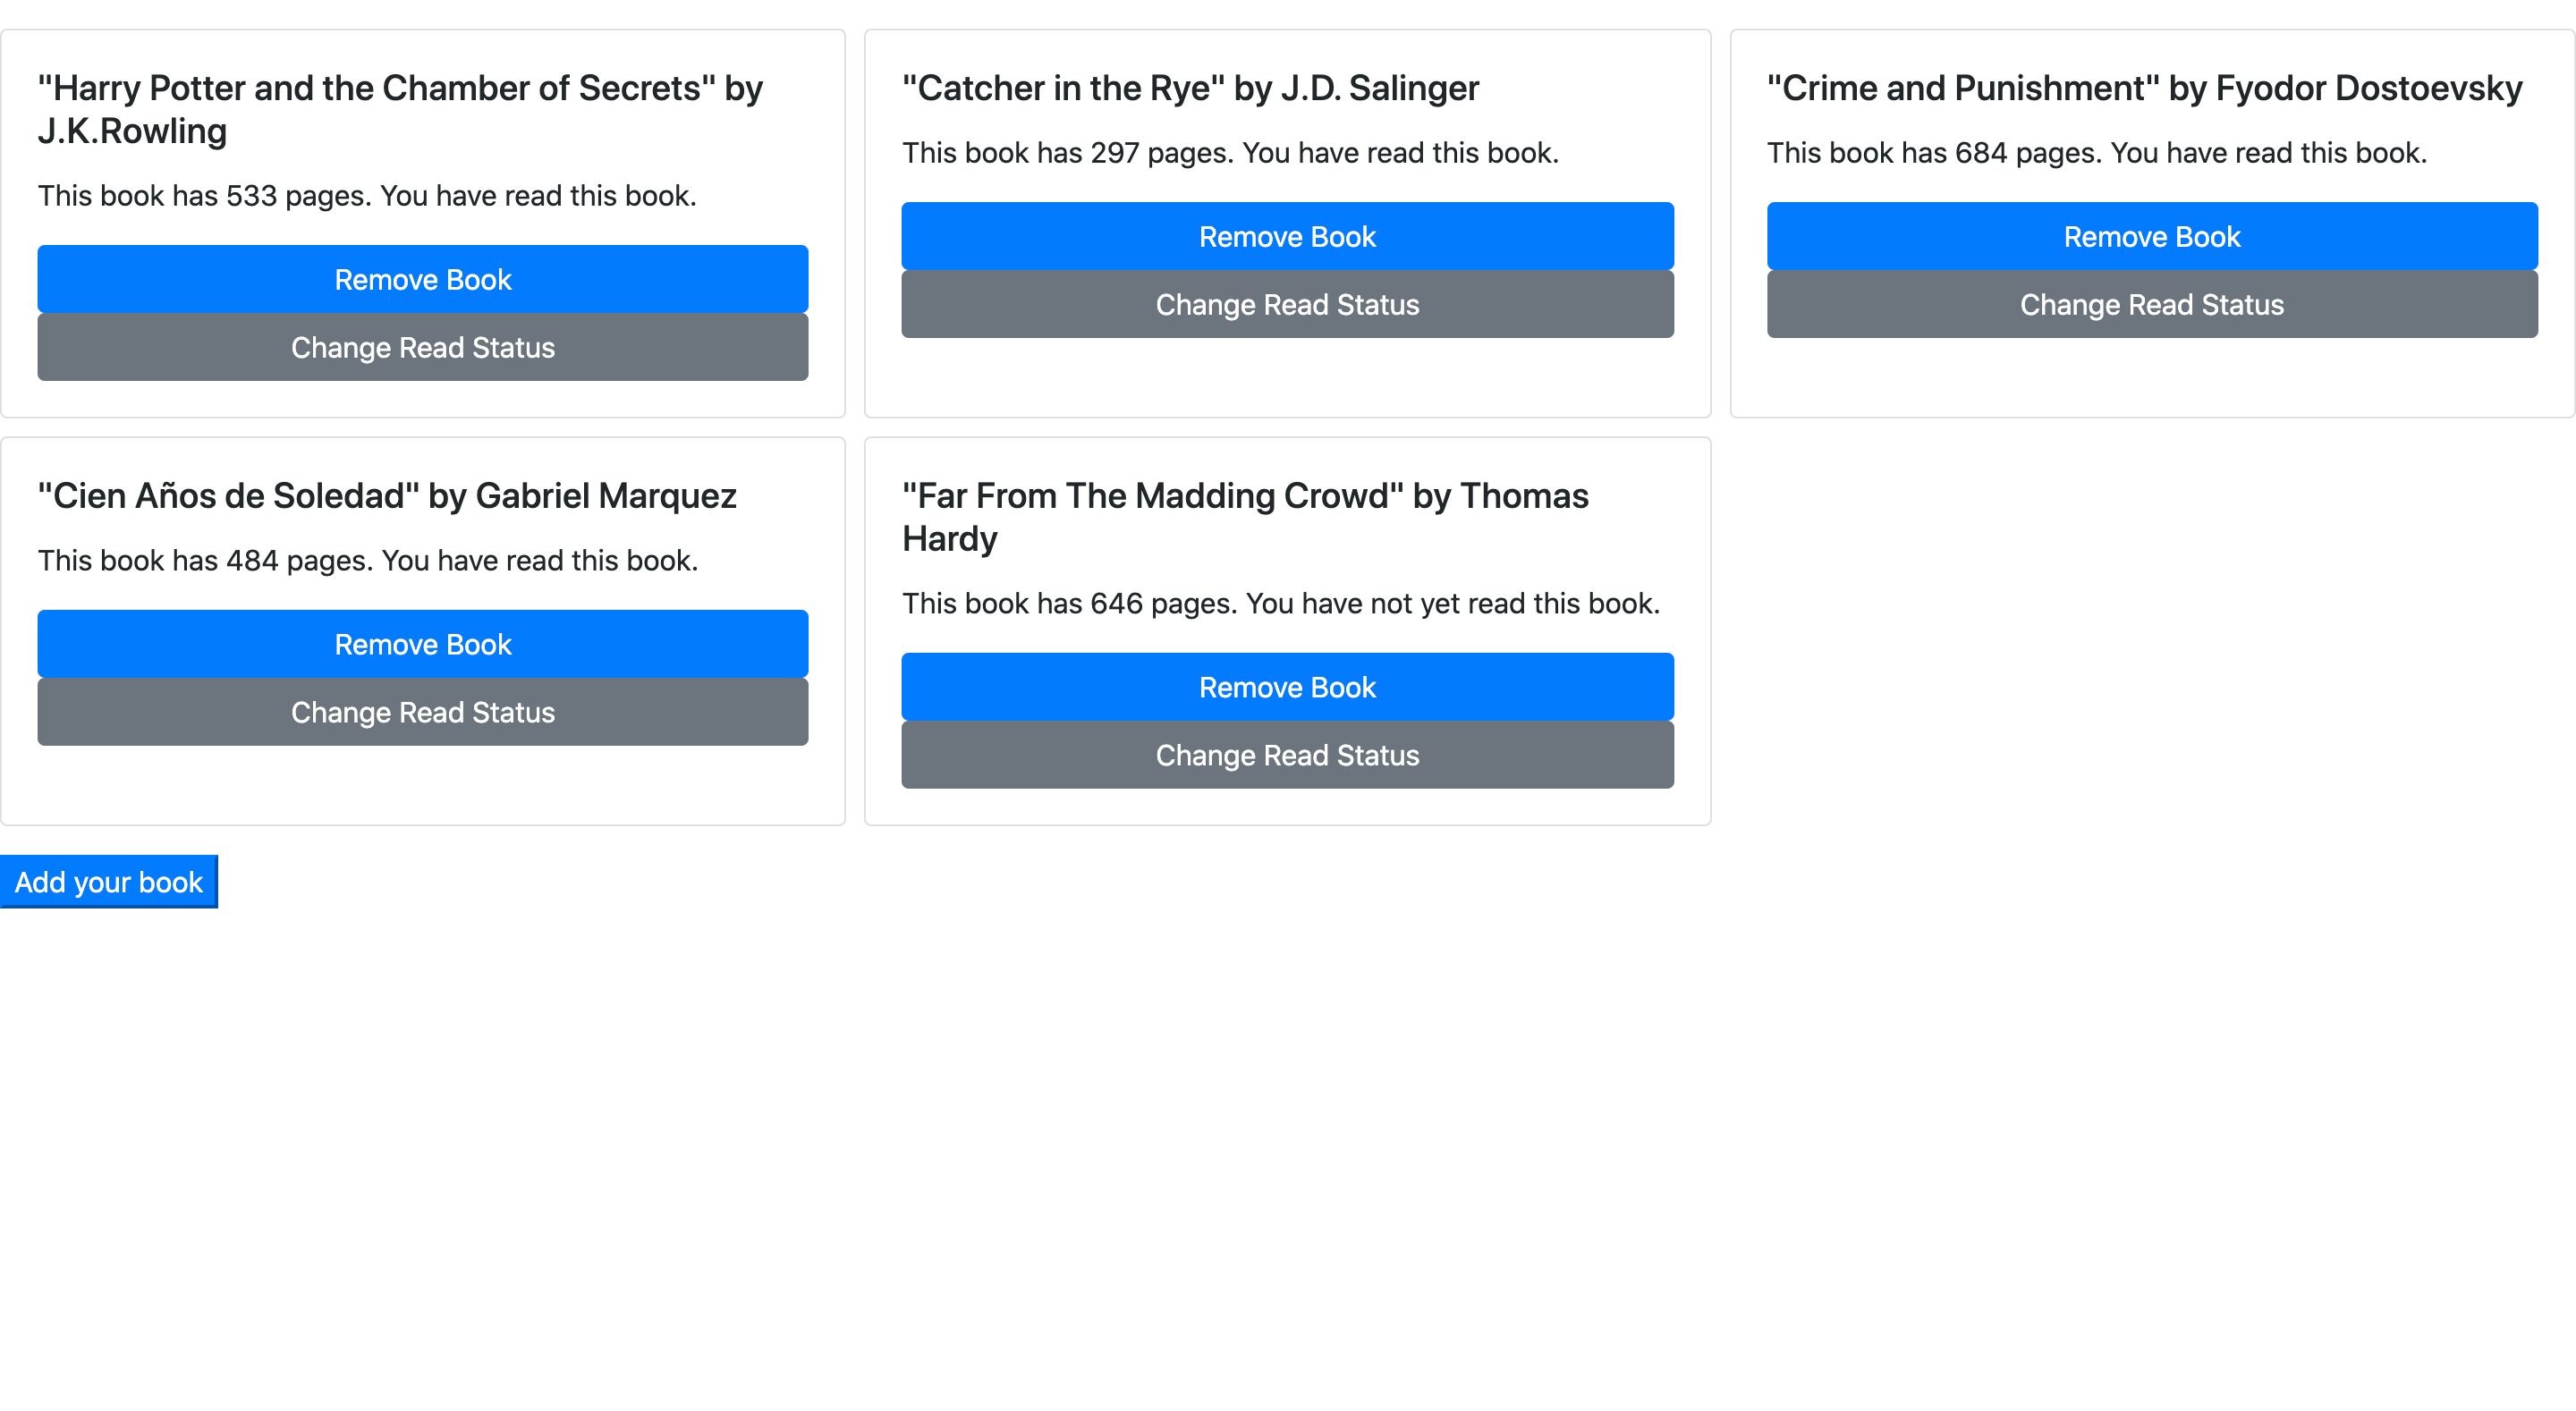 "Harry Potter and the Chamber of Secrets" by
J.K.Rowling
This book has 533 pages. You have read this book.
Remove Book
Change Read Status
"Catcher in the Rye" by J.D. Salinger
This book has 297 pages. You have read this book.
Remove Book
Change Read Status
"Crime and Punishment" by Fyodor Dostoevsky
This book has 684 pages. You have read this book.
Remove Book
Change Read Status
"Cien Años de Soledad" by Gabriel Marquez
This book has 484 pages. You have read this book.
Remove Book
Change Read Status
"Far From The Madding Crowd" by Thomas
Hardy
This book has 646 pages. You have not yet read this book.
Remove Book
Change Read Status
Add your book